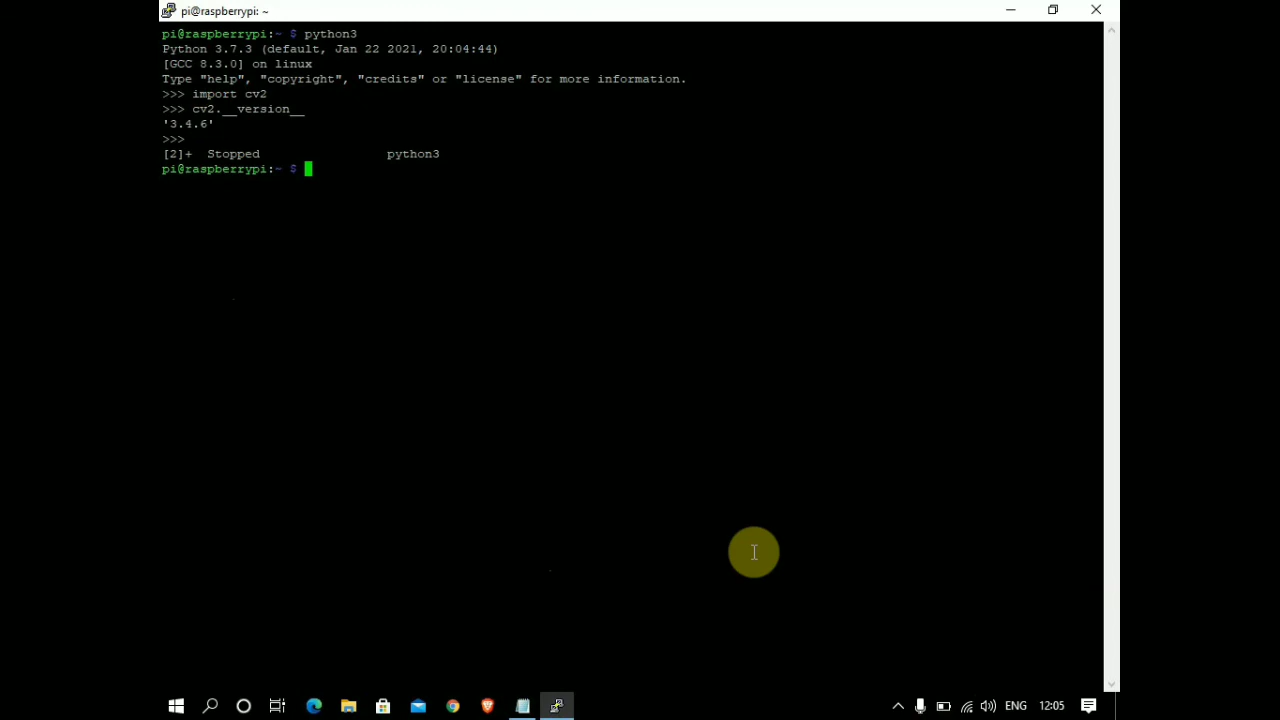 pi@raspberrypi: ~
pi@raspberrypi:~ $ python3
Python 3.7.3 (default, Jan 22 2021, 20:04:44)
[GCC 8.3.0] on linux
Type "help", "copyright", "credits" or "license" for more information.
>>> import cv2
>>> cv2.__version__
'3.4.6'
>>>
[2]+  Stopped                 python3
pi@raspberrypi:~ $
ENG 12:05